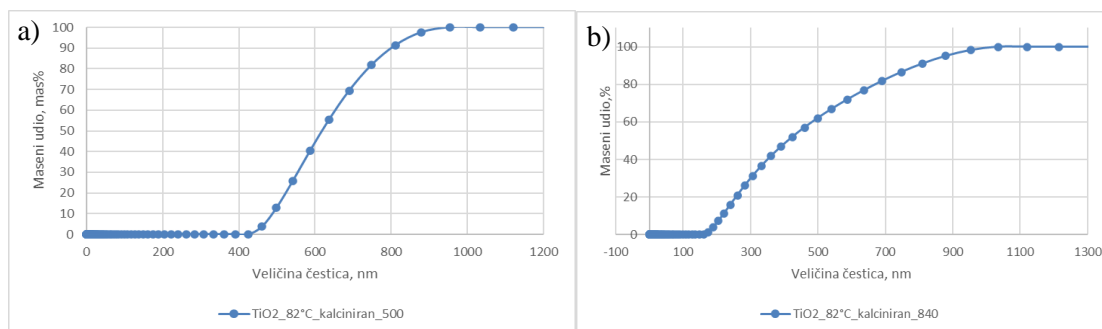 a)
100
90
80
70
60
50
40
30
20
10
0
Maseni udio, mas%
0 200 400 600 800 1000 1200
Veličina čestica, nm
TiO2_82°C_kalciniran_500
b)
100
80
60
40
20
0
Maseni udio,%
-100 100 300 500 700 900 1100 1300
Veličina čestica, nm
TiO2_82°C_kalciniran_840